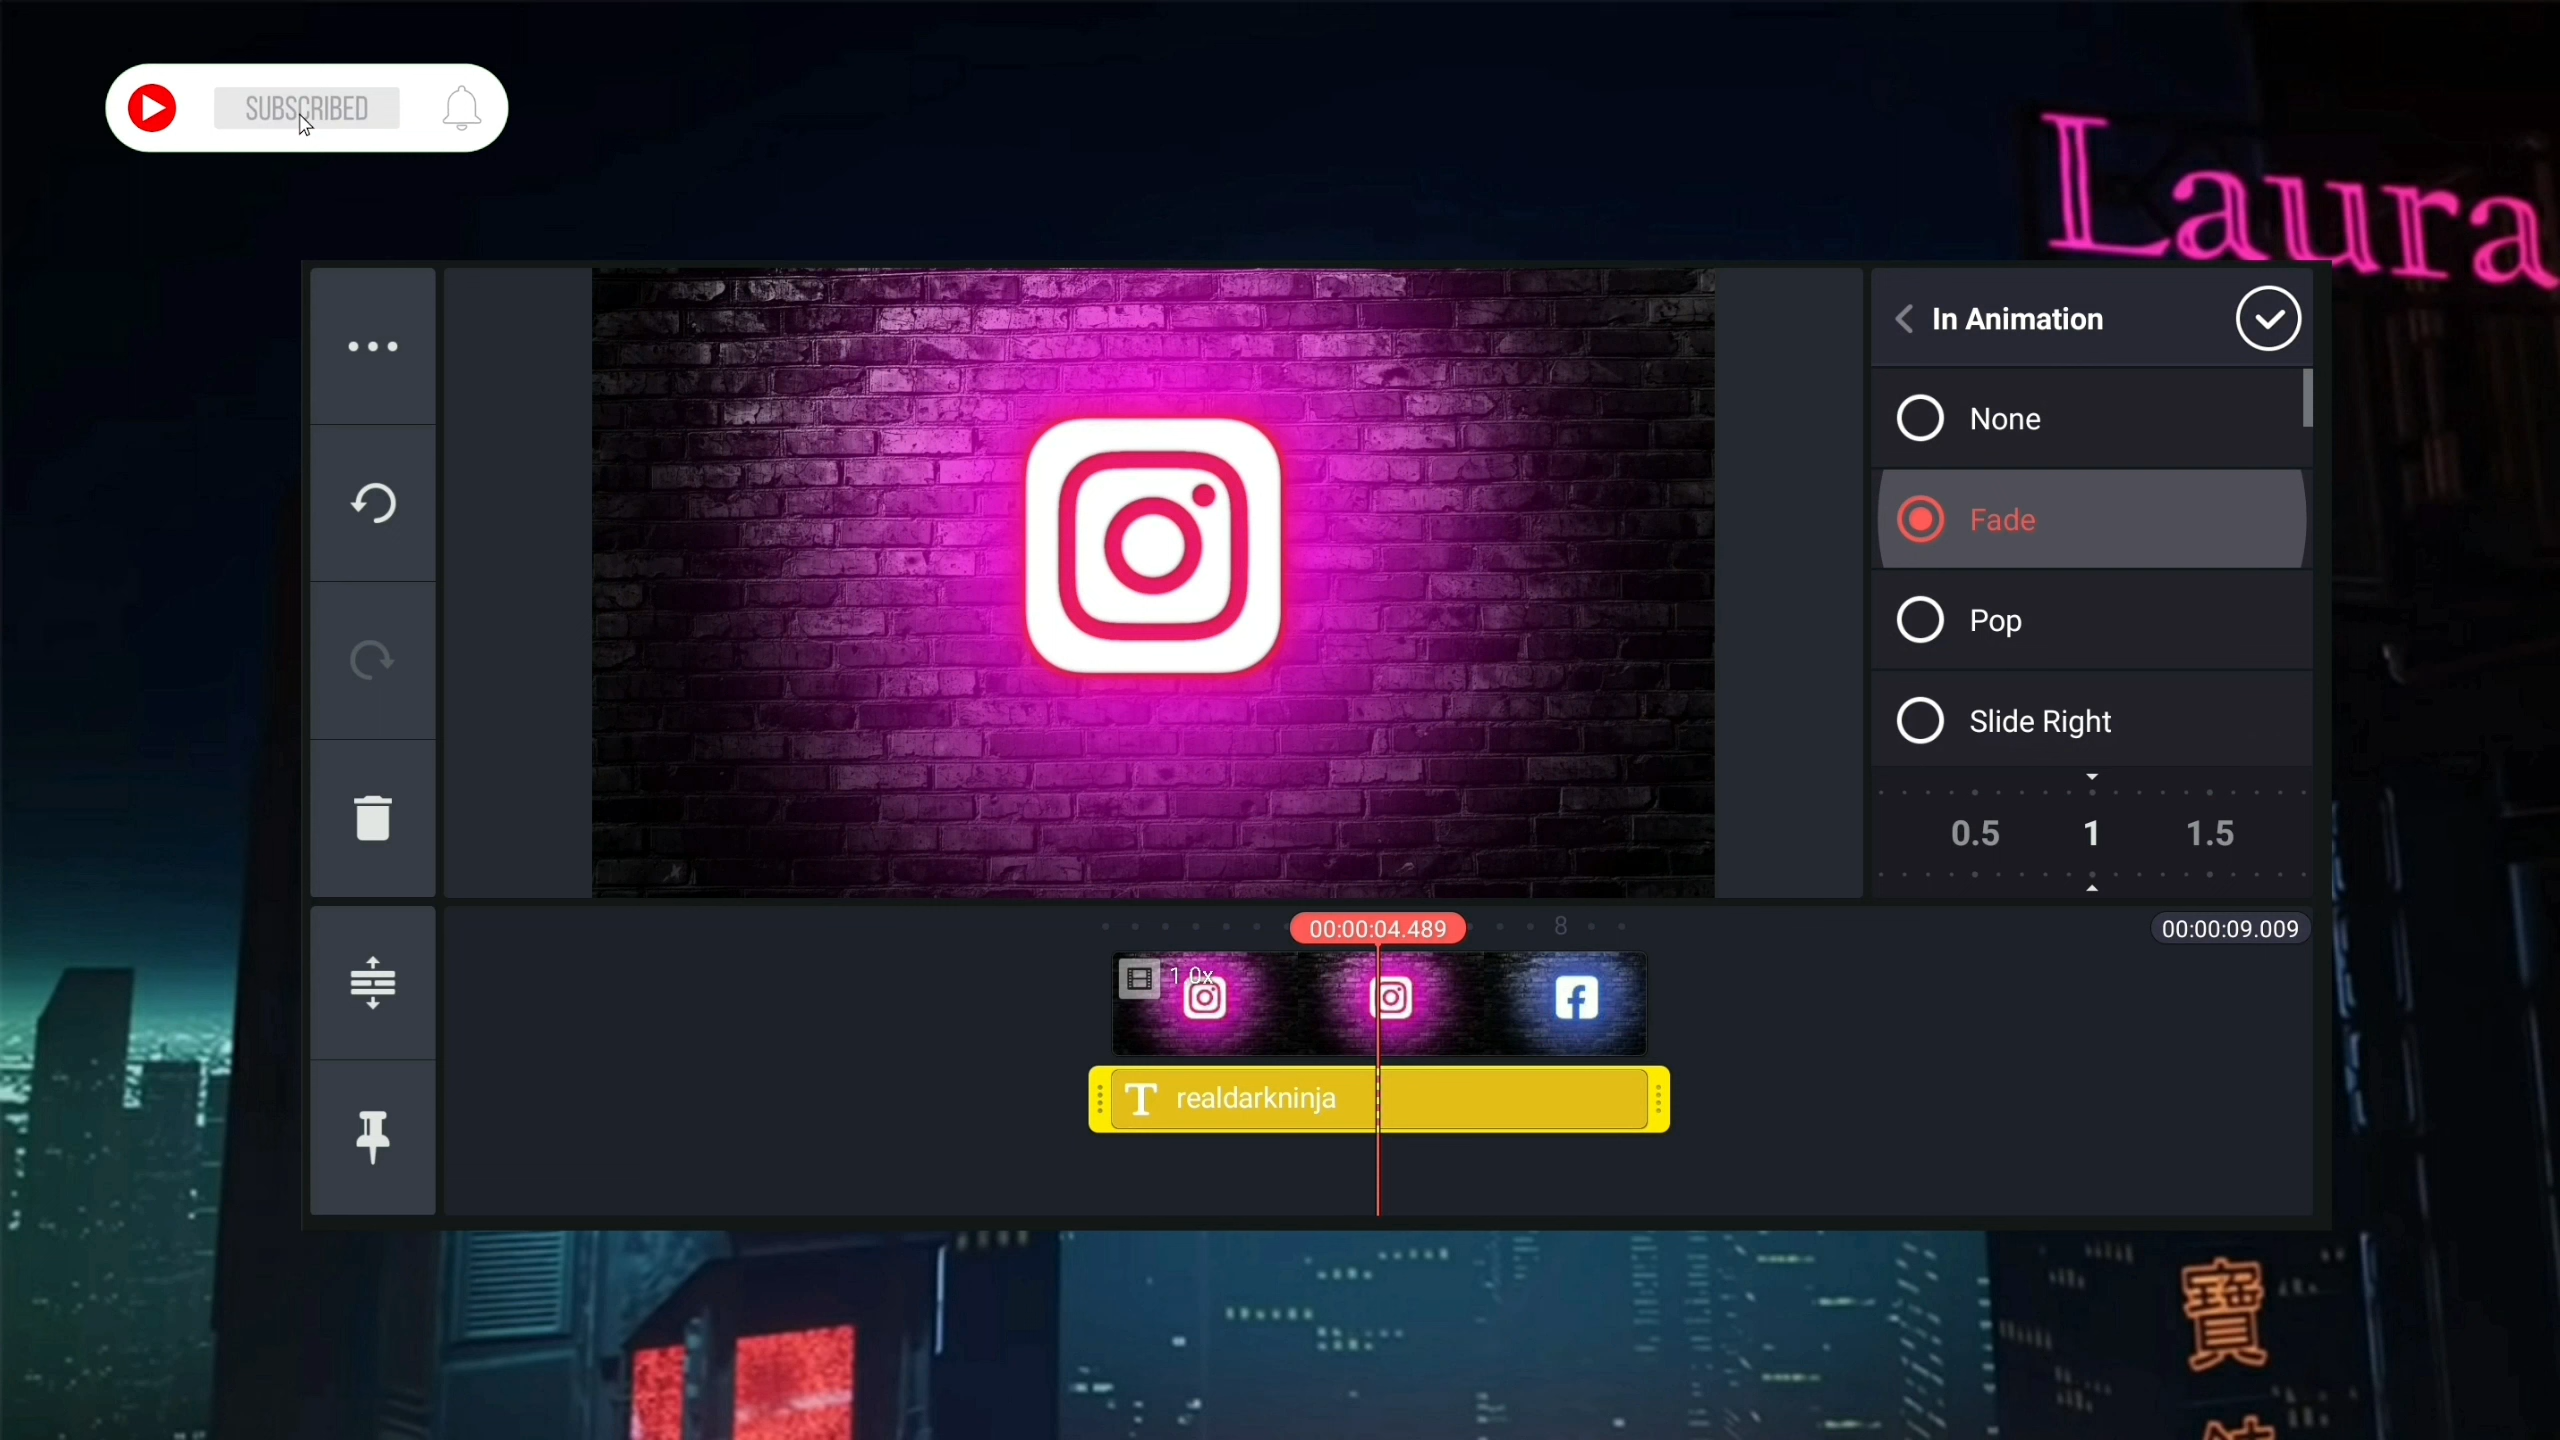 SUBSCRIBED
Laura
In Animation
None
Fade
Pop
Slide Right
0.5 1 1.5
00:00:04.489
8
00:00:09.009
1.0x
T realdarkninja
寶